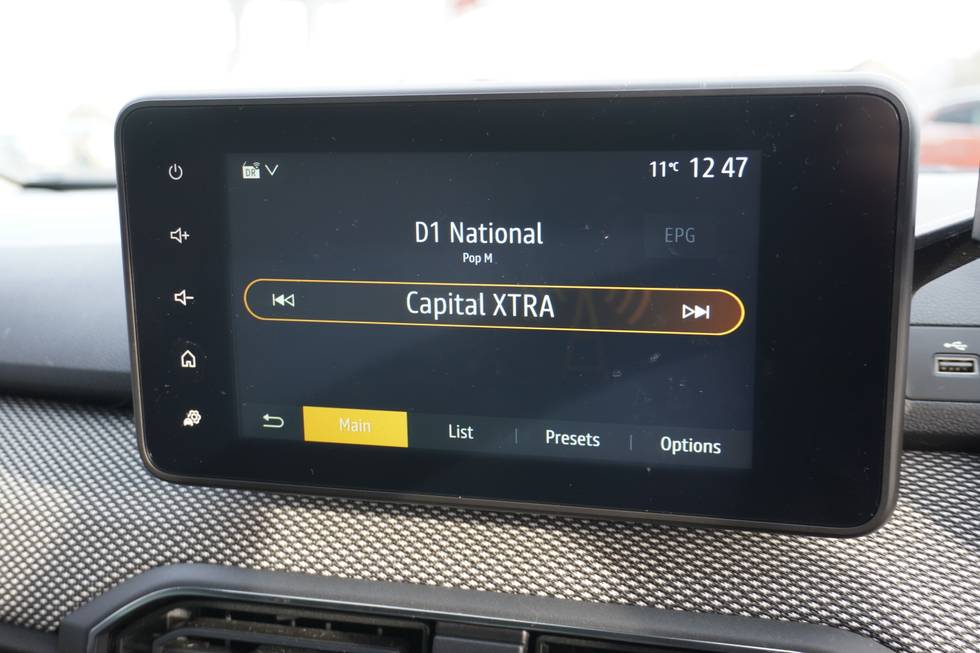 DR
11°C 12 47
D1 National
EPG
Pop M
Capital XTRA
Main
List
Presets
Options